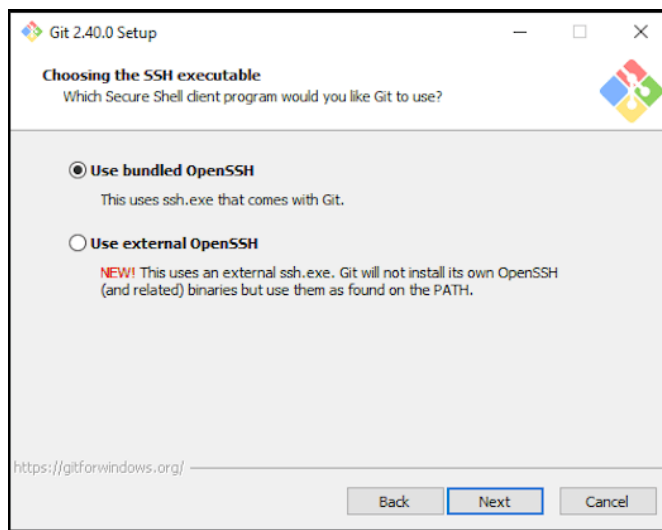 Git 2.40.0 Setup
Choosing the SSH executable
Which Secure Shell client program would you like Git to use?
Use bundled OpenSSH
This uses ssh.exe that comes with Git.
Use external OpenSSH
NEW! This uses an external ssh.exe. Git will not install its own OpenSSH
(and related) binaries but use them as found on the PATH.
https://gitforwindows.org/
Back Next Cancel